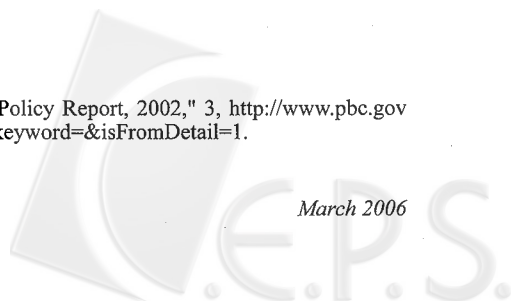 Policy Report, 2002," 3, http://www.pbc.gov
keyword=&isFromDetail=1.
March 2006
C.E.P.S.